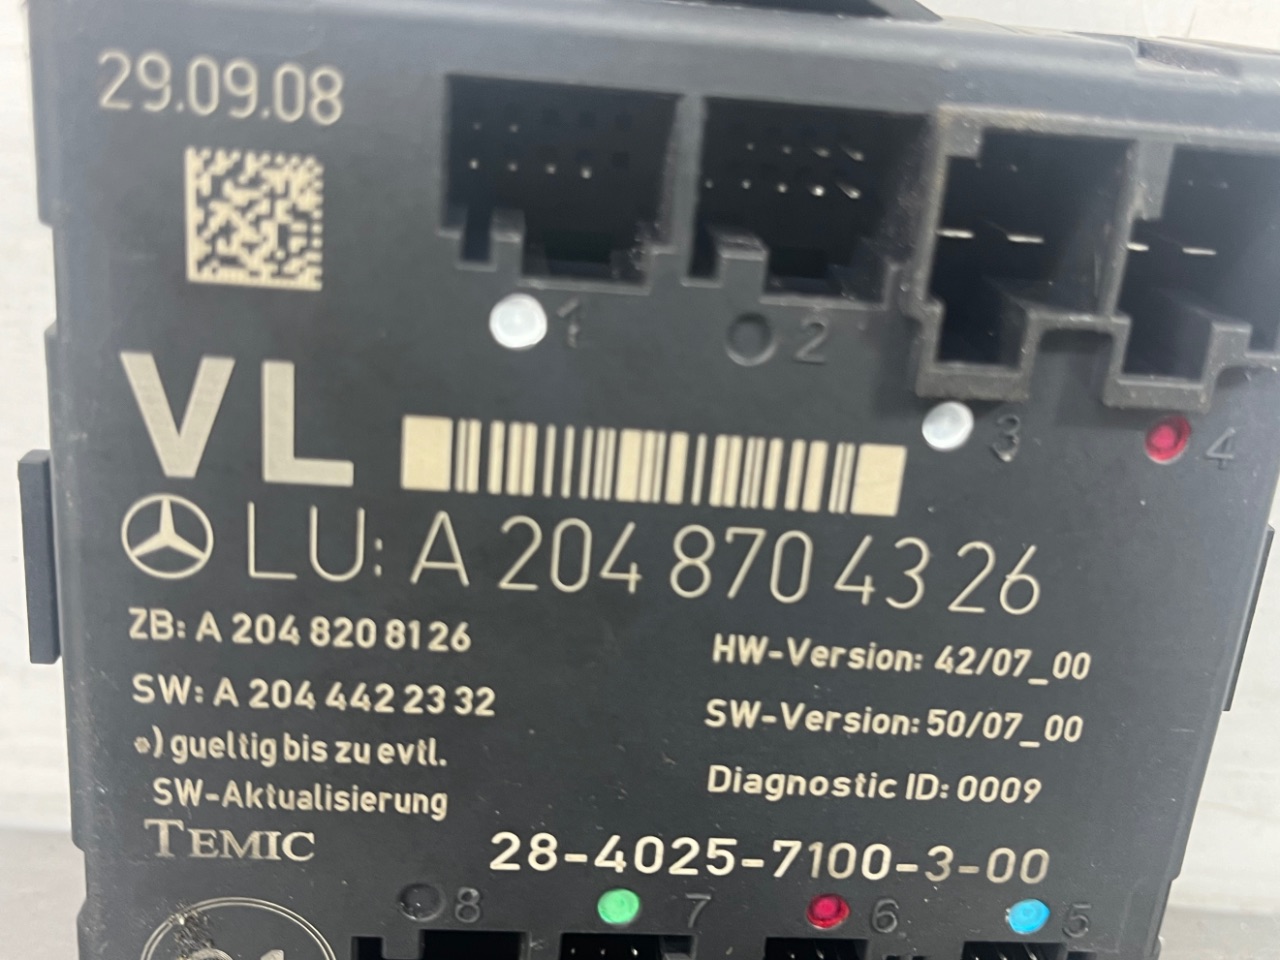 29.09.08
1
2
3
4
VL
LU: A 204 870 43 26
ZB: A 204 820 81 26
HW-Version: 42/07_00
SW: A 204 442 23 32
SW-Version: 50/07_00
*) gueltig bis zu evtl.
SW-Aktualisierung
Diagnostic ID: 0009
TEMIC
28-4025-7100-3-00
8
7
6
5